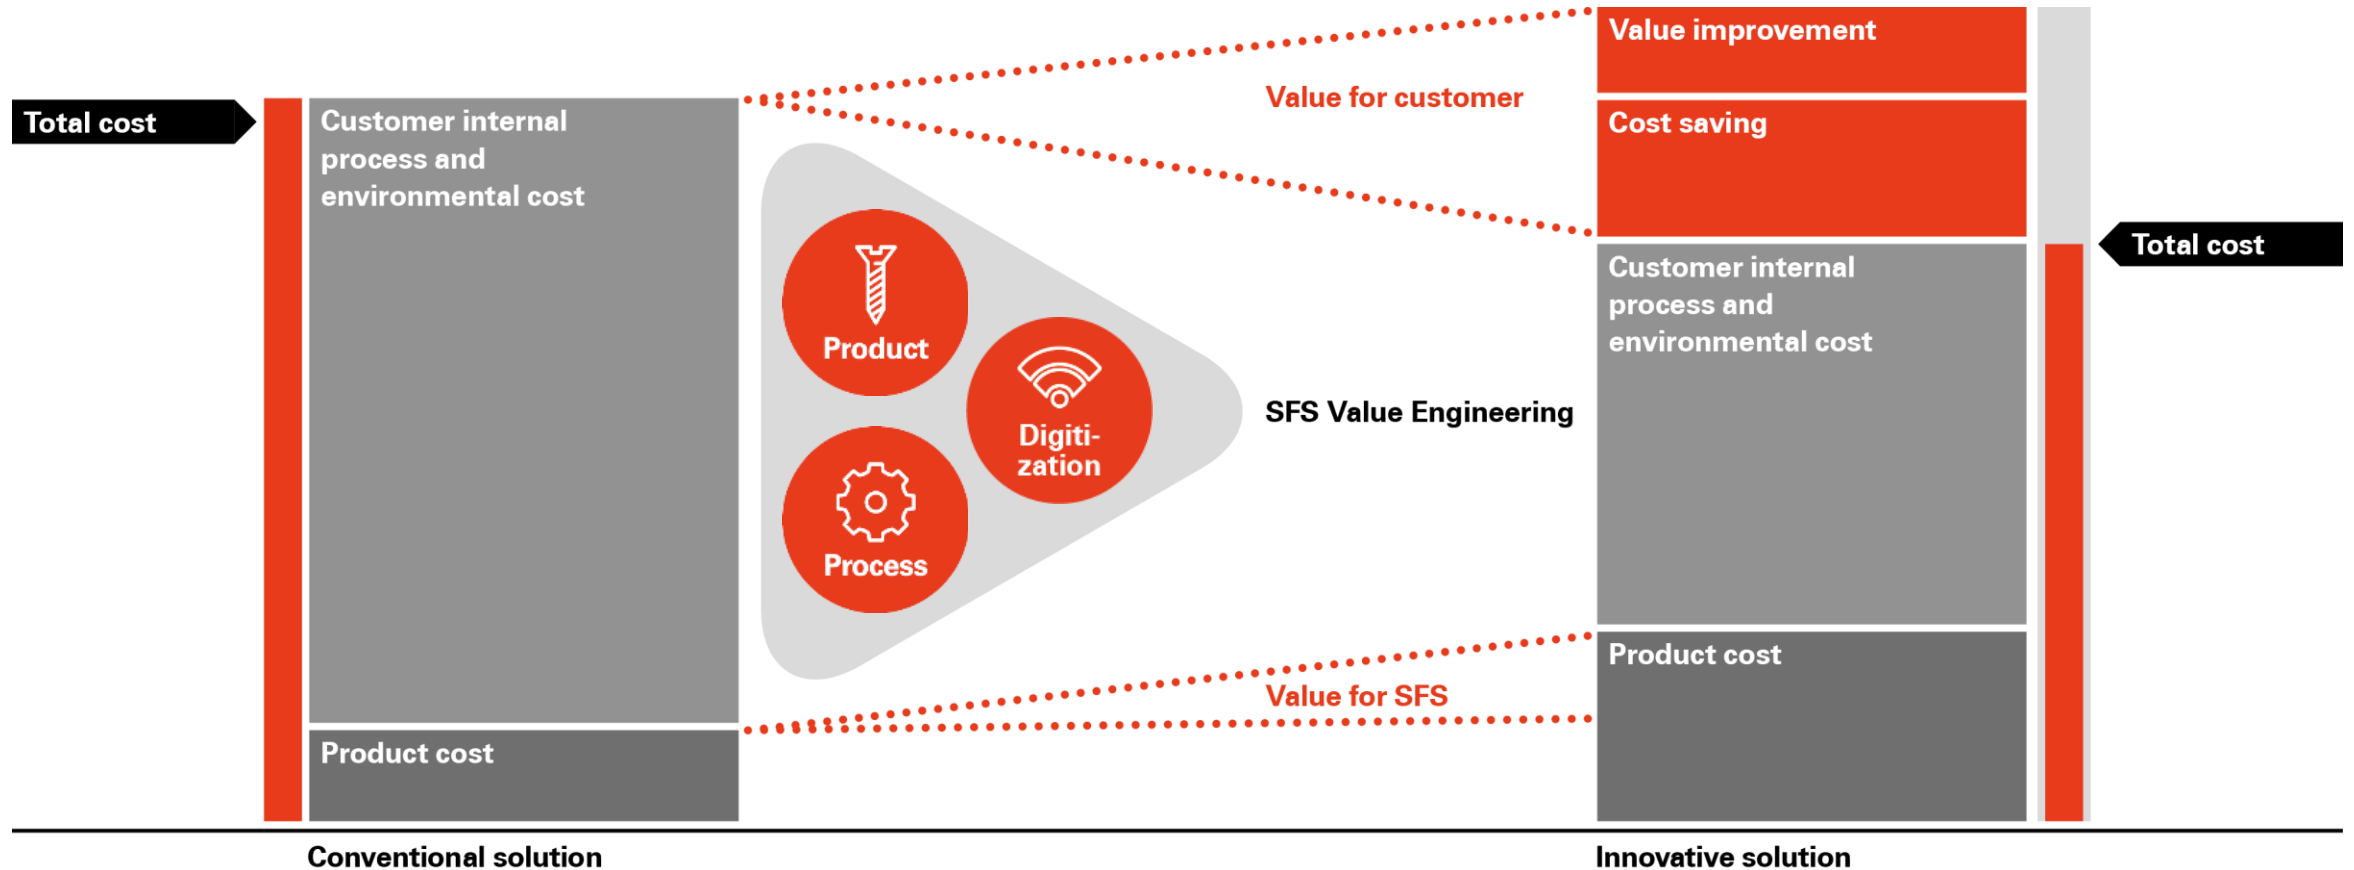 Total cost
Customer internal
process and
environmental cost
Product cost
Conventional solution
Product
Process
Digiti-
zation
Value for customer
SFS Value Engineering
Value for SFS
Value improvement
Cost saving
Customer internal
process and
environmental cost
Product cost
Innovative solution
Total cost